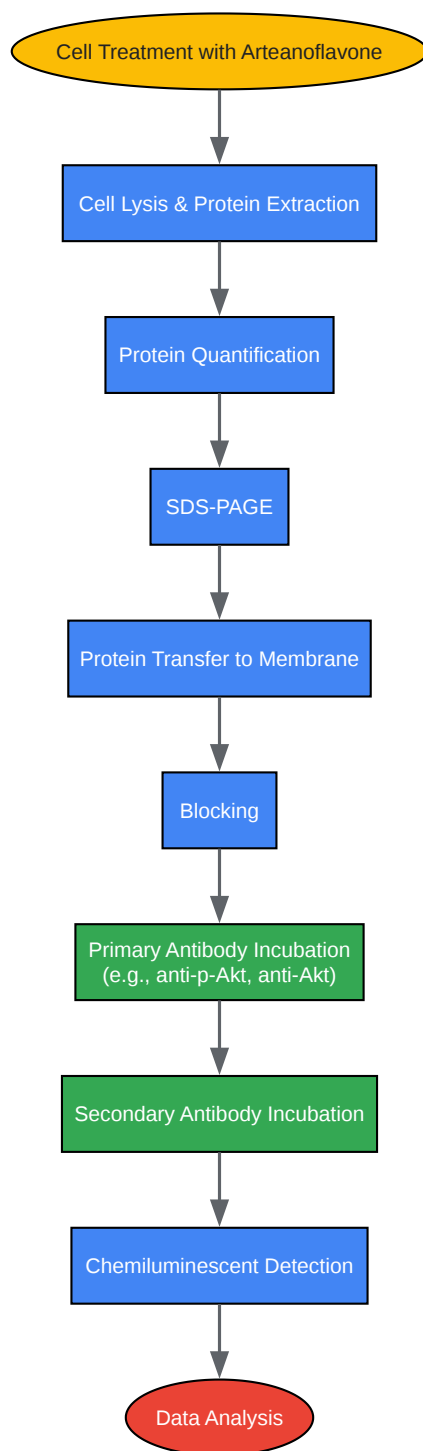 Cell Treatment with Arteanoflavone
Cell Lysis & Protein Extraction
Protein Quantification
SDS-PAGE
Protein Transfer to Membrane
Blocking
Primary Antibody Incubation
(e.g., anti-p-Akt, anti-Akt)
Secondary Antibody Incubation
Chemiluminescent Detection
Data Analysis